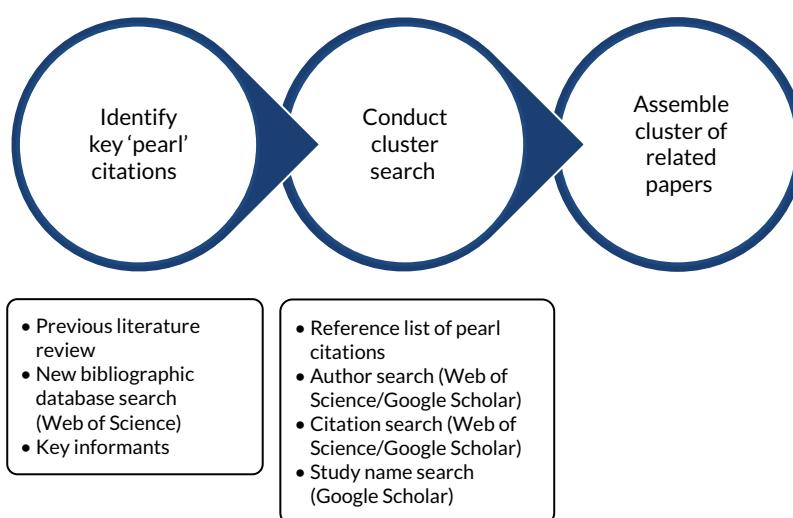 Identify
key ‘pearl’
citations
Conduct
cluster
search
Assemble
cluster of
related
papers
• Previous literature
review
• New bibliographic
database search
(Web of Science)
• Key informants
• Reference list of pearl
citations
• Author search (Web of
Science/Google Scholar)
• Citation search (Web of
Science/Google Scholar)
• Study name search
(Google Scholar)